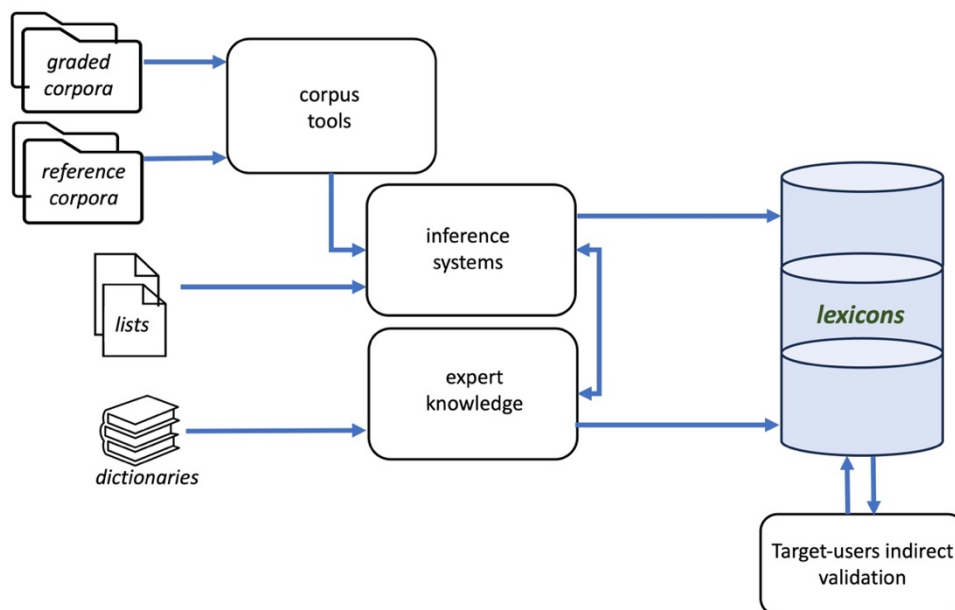 graded
corpora
corpus
tools
reference
corpora
inference
systems
lists
lexicons
expert
knowledge
dictionaries
Target-users indirect
validation